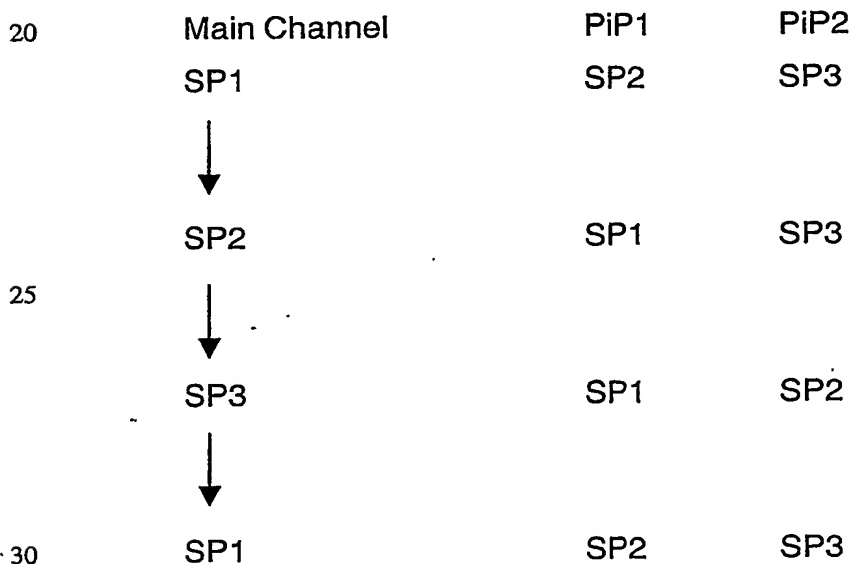 20 Main Channel PiP1 PiP2
SP1 SP2 SP3
SP2 SP1 SP3
25
SP3 SP1 SP2
30 SP1 SP2 SP3